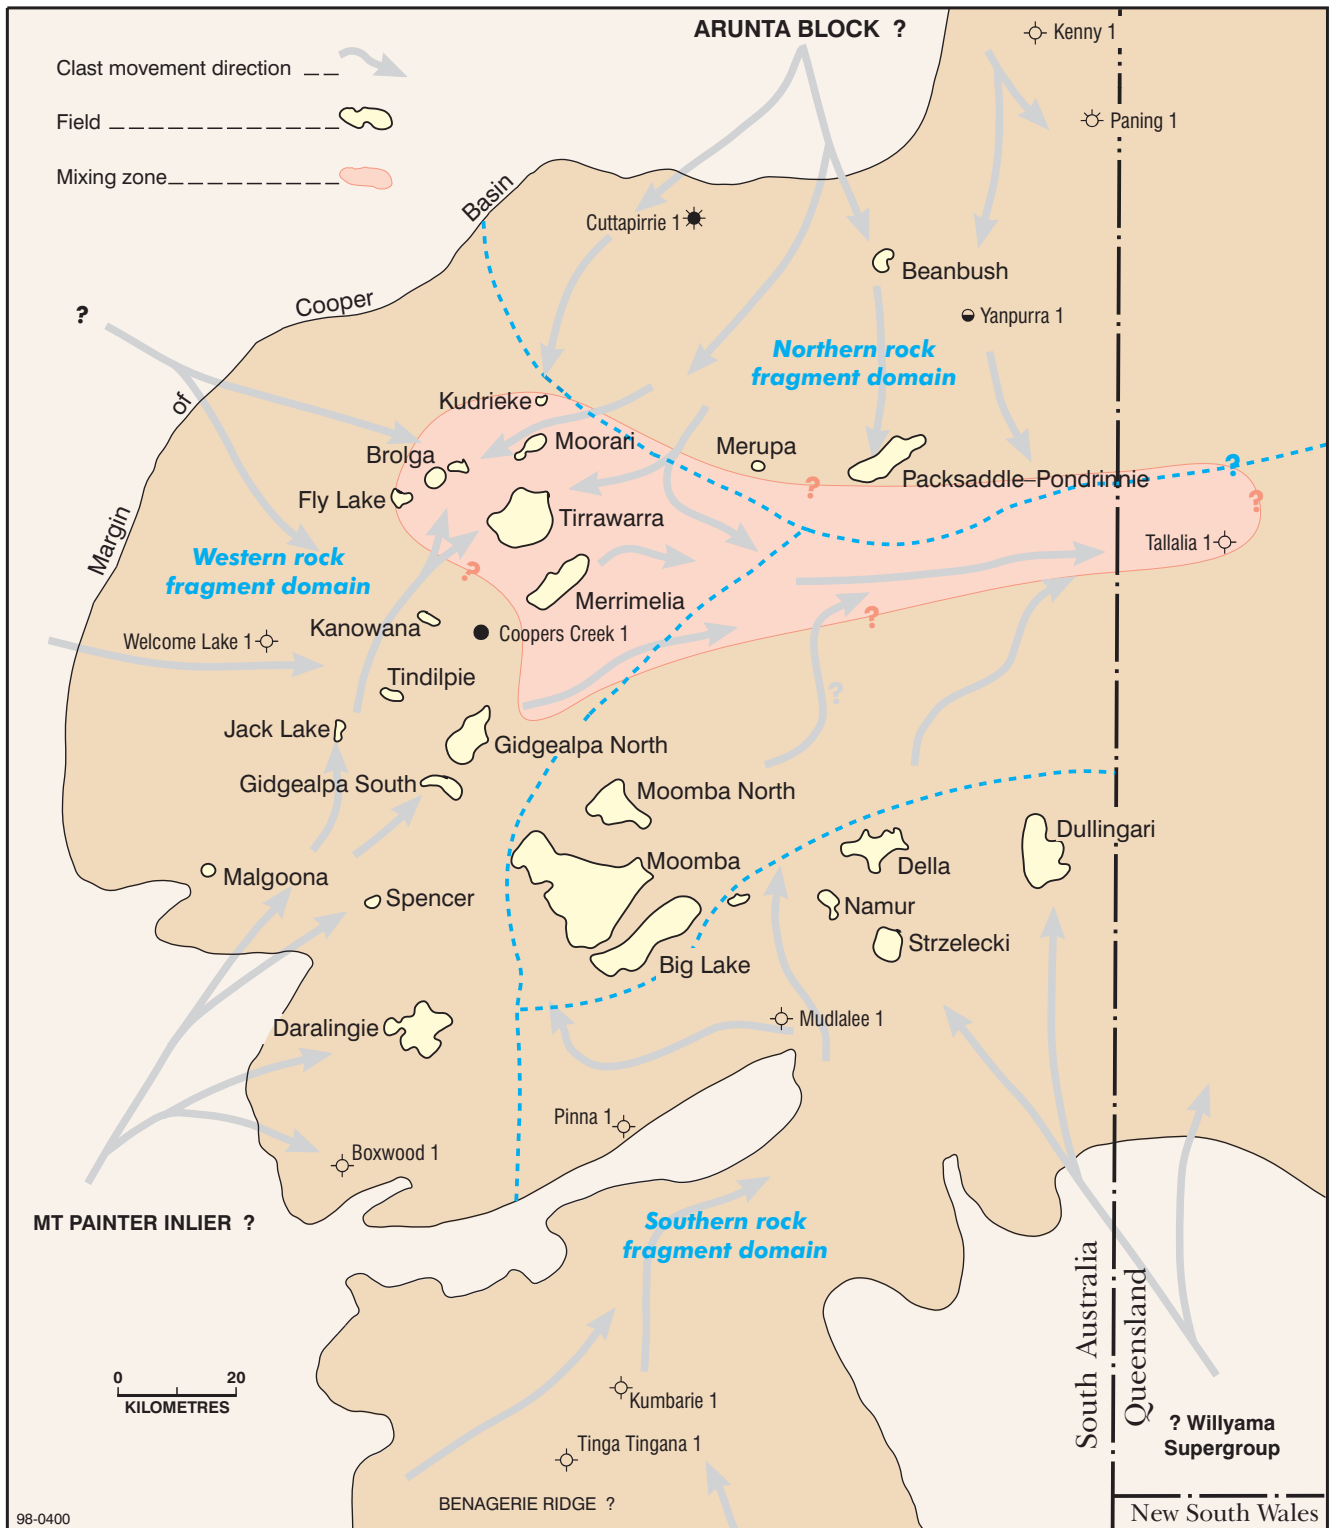 ARUNTA BLOCK ?
Kenny 1
Clast movement direction
Field
Paning 1
Mixing zone
Basin
Cuttapirrie 1
Beanbush
Cooper
?
Yanpurra 1
Northern rock
fragment domain
of
Kudrieke
Moorari
Merupa
Brolga
Packsaddle–Pondrinnie
?
?
?
Fly Lake
Tirrawarra
Margin
Tallalia 1
Western rock
fragment domain
?
Merrimelia
?
Kanowana
Coopers Creek 1
Welcome Lake 1
Tindilpie
?
Jack Lake
Gidgealpa North
Gidgealpa South
Moomba North
Dullingari
Moomba
Della
Malgoona
Spencer
Namur
Strzelecki
Big Lake
Daralingie
Mudlalee 1
Pinna 1
Boxwood 1
MT PAINTER INLIER ?
Southern rock
fragment domain
South Australia
Queensland
0 20
KILOMETRES
Kumbarie 1
Tinga Tingana 1
? Willyama
Supergroup
BENAGERIE RIDGE ?
New South Wales
98-0400